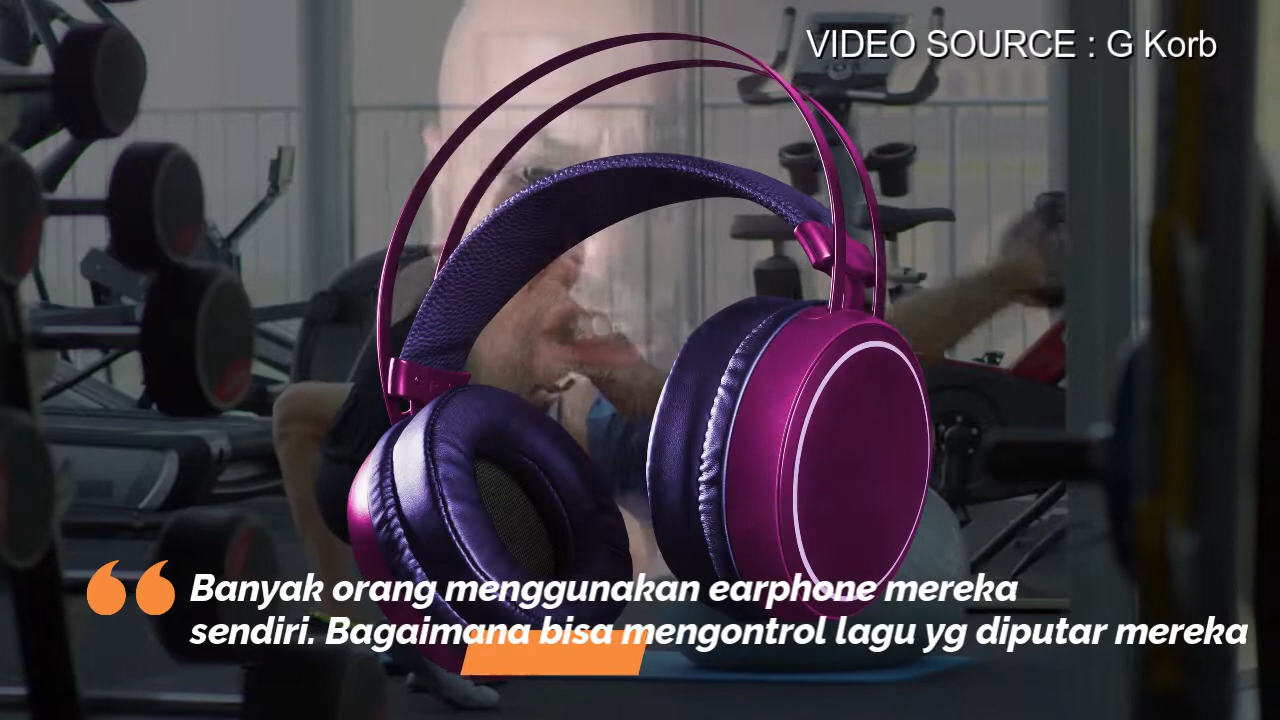 VIDEO SOURCE : G Korb
Banyak orang menggunakan earphone mereka
sendiri. Bagaimana bisa mengontrol lagu yg diputar mereka